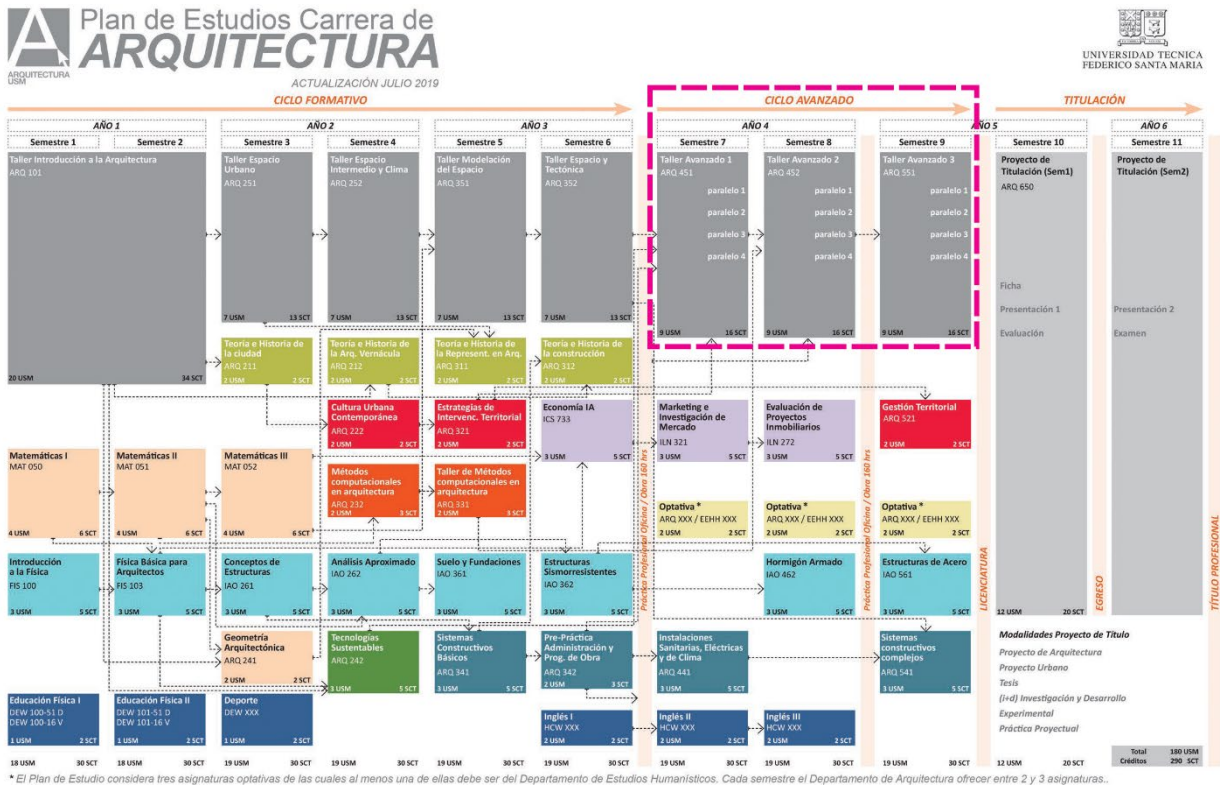 Plan de Estudios Carrera de
ARQUITECTURA
ARQUITECTURA
USM
ACTUALIZACIÓN JULIO 2019
UNIVERSIDAD TECNICA
FEDERICO SANTA MARIA
CICLO FORMATIVO
CICLO AVANZADO
TITULACIÓN
AÑO 1
AÑO 2
AÑO 3
AÑO 4
AÑO 5
AÑO 6
Semestre 1
Semestre 2
Semestre 3
Semestre 4
Semestre 5
Semestre 6
Semestre 7
Semestre 8
Semestre 9
Semestre 10
Semestre 11
Taller Introducción a la Arquitectura
ARQ 101
20 USM
34 SCT
Taller Espacio
Urbano
ARQ 251
7 USM
13 SCT
Taller Espacio
Intermedio y Clima
ARQ 252
7 USM
13 SCT
Taller Modelación
del Espacio
ARQ 351
7 USM
13 SCT
Taller Espacio y
Tectónica
ARQ 352
7 USM
13 SCT
Taller Avanzado 1
ARQ 451
paralelo 1
paralelo 2
paralelo 3
paralelo 4
9 USM
16 SCT
Taller Avanzado 2
ARQ 452
paralelo 1
paralelo 2
paralelo 3
paralelo 4
9 USM
16 SCT
Taller Avanzado 3
ARQ 551
paralelo 1
paralelo 2
paralelo 3
paralelo 4
9 USM
16 SCT
Proyecto de
Titulación (Sem1)
ARQ 650
Ficha
Presentación 1
Evaluación
12 USM
20 SCT
Proyecto de
Titulación (Sem2)
Presentación 2
Examen
Teoría e Historia de
la ciudad
ARQ 211
2 USM
2 SCT
Teoría e Historia de
la Arq. Vernácula
ARQ 212
2 USM
2 SCT
Teoría e Historia de
la Represent. en Arq.
ARQ 311
2 USM
2 SCT
Teoría e Historia de
la construcción
ARQ 312
2 USM
2 SCT
Cultura Urbana
Contemporánea
ARQ 222
2 USM
2 SCT
Estrategias de
Intervenc. Territorial
ARQ 321
2 USM
2 SCT
Economía IA
ICS 733
3 USM
5 SCT
Marketing e
Investigación de
Mercado
ILN 321
3 USM
5 SCT
Evaluación de
Proyectos
Inmobiliarios
ILN 272
3 USM
5 SCT
Gestión Territorial
ARQ 521
2 USM
2 SCT
Matemáticas I
MAT 050
4 USM
6 SCT
Matemáticas II
MAT 051
4 USM
6 SCT
Matemáticas III
MAT 052
4 USM
6 SCT
Métodos
computacionales
en arquitectura
ARQ 232
2 USM
3 SCT
Taller de Métodos
computacionales en
arquitectura
ARQ 331
2 USM
3 SCT
Optativa *
ARQ XXX / EEHH XXX
2 USM
2 SCT
Optativa *
ARQ XXX / EEHH XXX
2 USM
2 SCT
Optativa *
ARQ XXX / EEHH XXX
2 USM
2 SCT
Introducción
a la Física
FIS 100
3 USM
5 SCT
Física Básica para
Arquitectos
FIS 103
3 USM
5 SCT
Conceptos de
Estructuras
IAO 261
3 USM
5 SCT
Análisis Aproximado
IAO 262
3 USM
5 SCT
Suelo y Fundaciones
IAO 361
3 USM
5 SCT
Estructuras
Sismorresistentes
IAO 362
3 USM
5 SCT
Hormigón Armado
IAO 462
3 USM
5 SCT
Estructuras de Acero
IAO 561
3 USM
5 SCT
Geometría
Arquitectónica
ARQ 241
2 USM
2 SCT
Tecnologías
Sustentables
ARQ 242
3 USM
5 SCT
Sistemas
Constructivos
Básicos
ARQ 341
3 USM
5 SCT
Pre-Práctica
Administración y
Prog. de Obra
ARQ 342
2 USM
3 SCT
Instalaciones
Sanitarias, Eléctricas
y de Clima
ARQ 441
3 USM
5 SCT
Sistemas
constructivos
complejos
ARQ 541
3 USM
5 SCT
Educación Física I
DEW 100-51 D
DEW 100-16 V
1 USM
2 SCT
Educación Física II
DEW 101-51 D
DEW 101-16 V
1 USM
2 SCT
Deporte
DEW XXX
1 USM
2 SCT
Inglés I
HCW XXX
2 USM
2 SCT
Inglés II
HCW XXX
2 USM
2 SCT
Inglés III
HCW XXX
2 USM
2 SCT
Práctica Profesional Oficina / Obra 160 hrs
Práctica Profesional Oficina / Obra 160 hrs
LICENCIATURA
EGRESO
TÍTULO PROFESIONAL
Modalidades Proyecto de Título
Proyecto de Arquitectura
Proyecto Urbano
Tesis
(i+d) Investigación y Desarrollo
Experimental
Práctica Proyectual
18 USM 30 SCT
18 USM 30 SCT
19 USM 30 SCT
19 USM 30 SCT
19 USM 30 SCT
19 USM 30 SCT
19 USM 30 SCT
19 USM 30 SCT
19 USM 30 SCT
12 USM 20 SCT
Total 180 USM
Créditos 290 SCT
* El Plan de Estudio considera tres asignaturas optativas de las cuales al menos una de ellas debe ser del Departamento de Estudios Humanísticos. Cada semestre el Departamento de Arquitectura ofrecer entre 2 y 3 asignaturas..